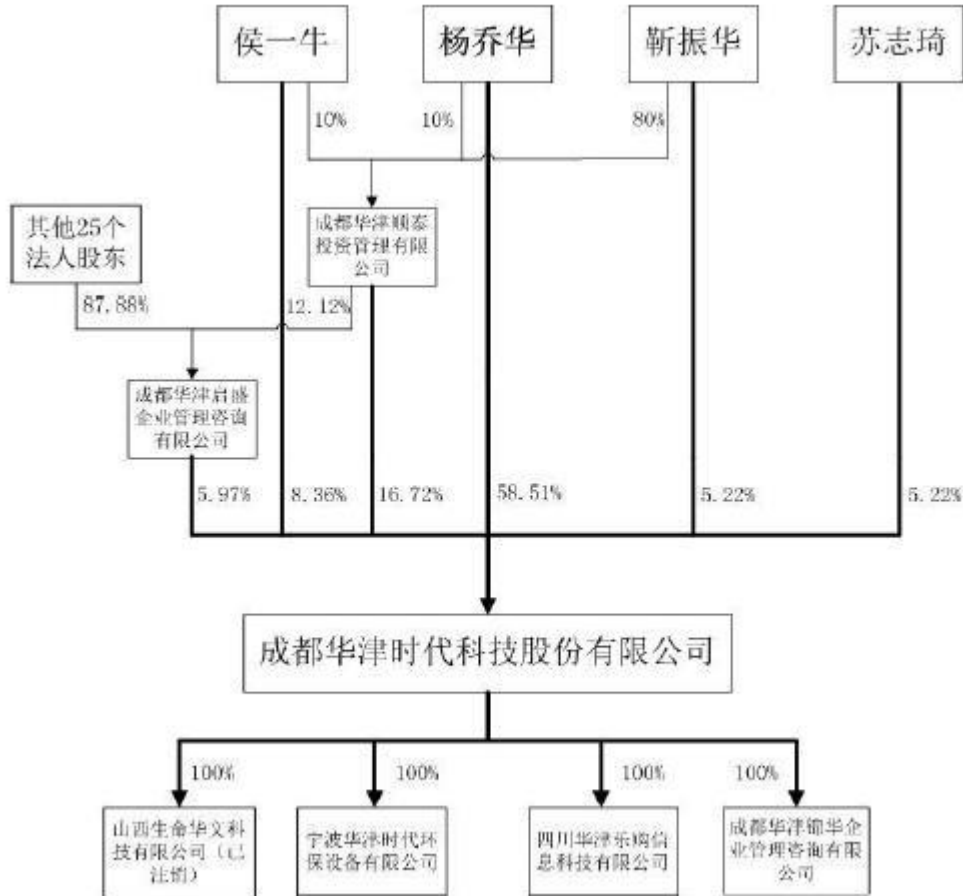 侯一牛
杨乔华
靳振华
苏志琦
10%
10%
80%
其他25个
法人股东
成都华津顺泰
投资管理有限
公司
87.88%
12.12%
成都华津启盛
企业管理咨询
有限公司
5.97%
8.36%
16.72%
58.51%
5.22%
5.22%
成都华津时代科技股份有限公司
100%
100%
100%
100%
山西生命华文科
技有限公司（已
注销）
宁波华津时代环
保设备有限公司
四川华津乐购信
息科技有限公司
成都华津锦华企
业管理咨询有限
公司